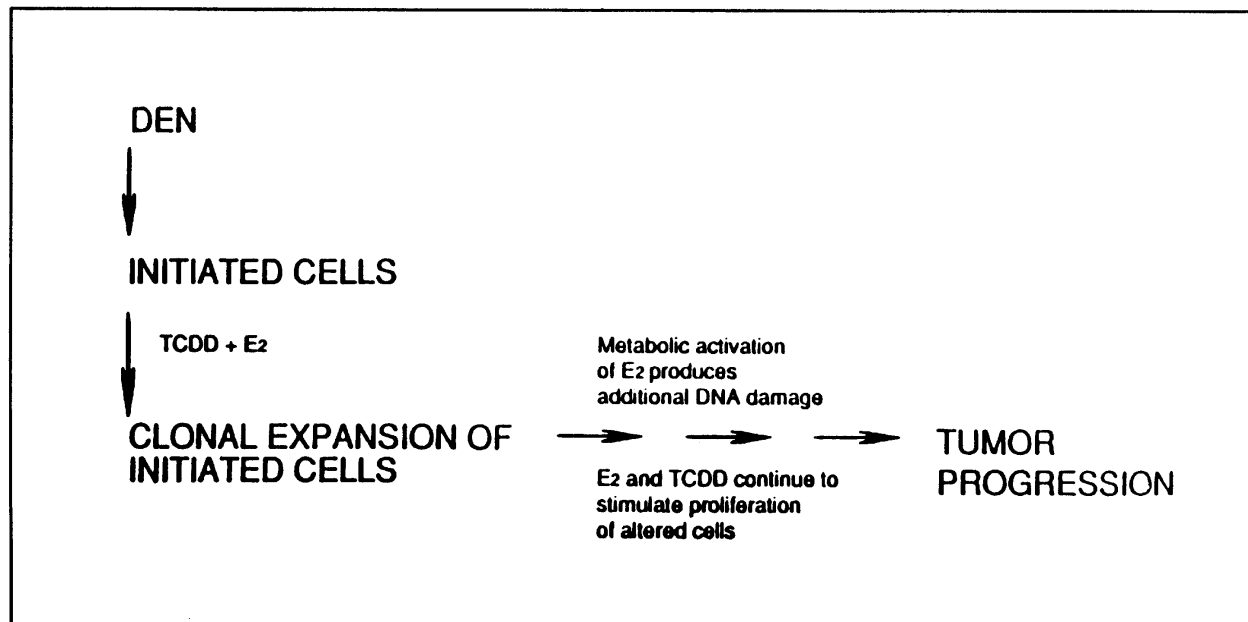 DEN
INITIATED CELLS
TCDD + E2
CLONAL EXPANSION OF
INITIATED CELLS
Metabolic activation
of E2 produces
additional DNA damage
E2 and TCDD continue to
stimulate proliferation
of altered cells
TUMOR
PROGRESSION